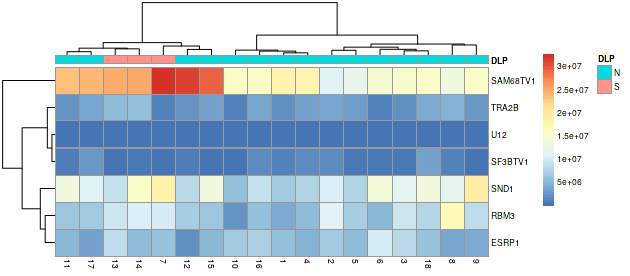 DLP
SAM68TV1
TRA2B
U12
SF3BTV1
SND1
RBM3
ESRP1
11 17 13 14 7 12 15 10 16 1 4 2 5 6 3 18 8 9
3e+07
2.5e+07
2e+07
1.5e+07
1e+07
5e+06
DLP
N
S